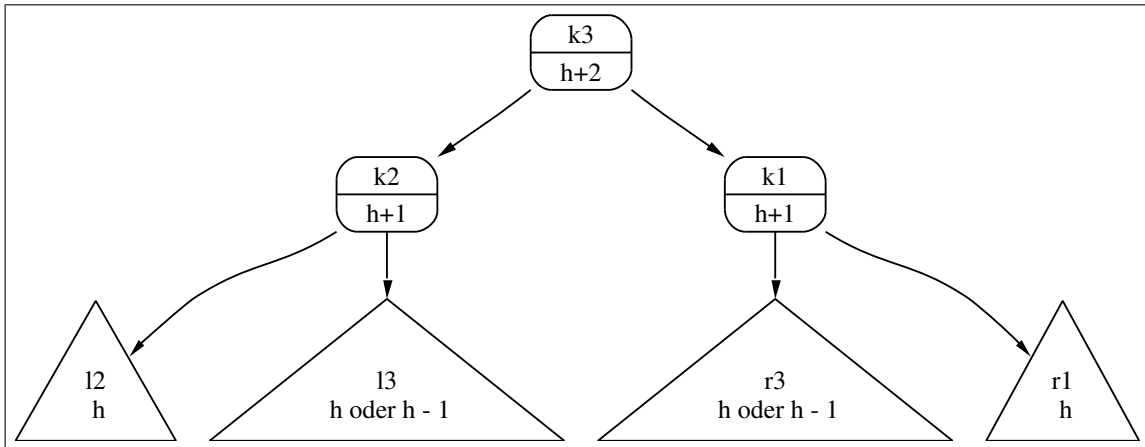 k3
h+2
k2
h+1
k1
h+1
l2
h
l3
h oder h - 1
r3
h oder h - 1
r1
h